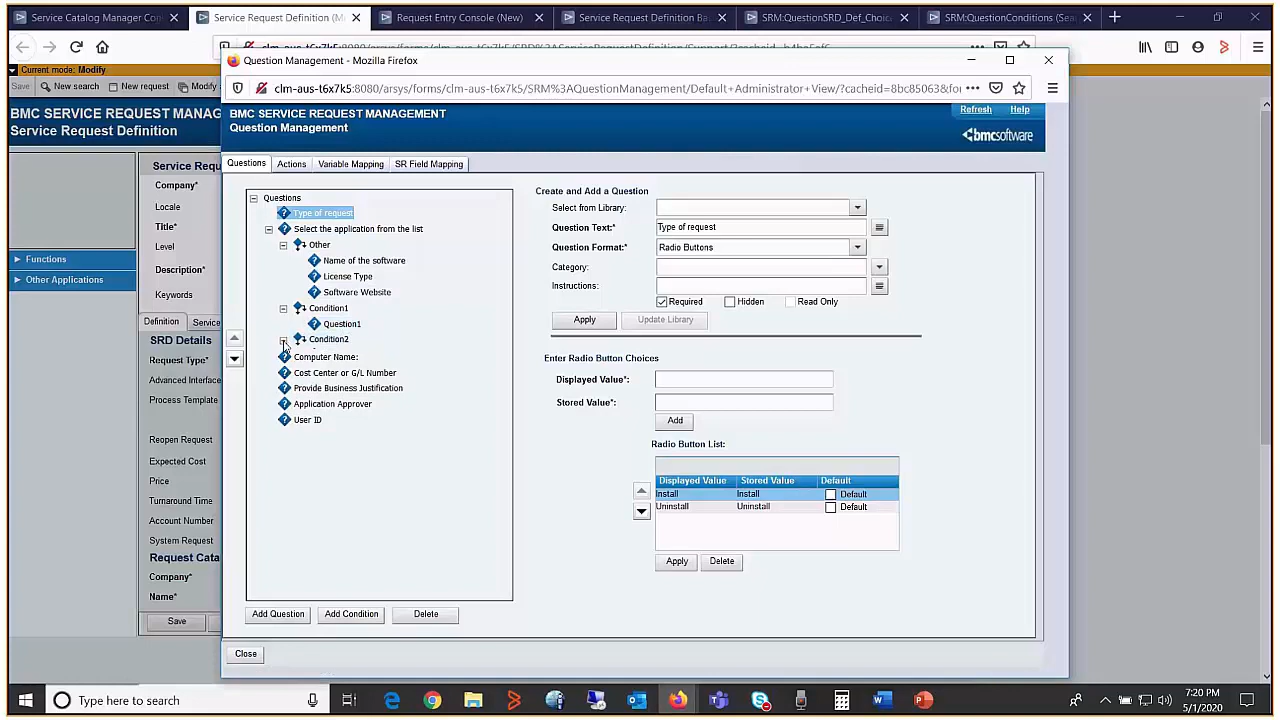 Service Catalog Manager Con
Service Request Definition (M
Request Entry Console (New)
Service Request Definition Ba
SRM:QuestionSRD_Def_Choic
SRM:QuestionConditions (Sea
Current mode: Modify
Save
New search
New request
Modify
BMC SERVICE REQUEST MANAG
Service Request Definition
Functions
Other Applications
Service Requ
Company*
Locale
Title*
Level
Description*
Keywords
Definition
Service
SRD Details
Request Type*
Advanced Interfac
Process Template
Reopen Request
Expected Cost
Price
Turnaround Time
Account Number
System Request
Request Cata
Company*
Name*
Save
Question Management - Mozilla Firefox
clm-aus-t6x7k5:8080/arsys/forms/clm-aus-t6x7k5/SRM%3AQuestionManagement/Default+Administrator+View/?cacheid=8bc85063&for
BMC SERVICE REQUEST MANAGEMENT
Question Management
Refresh
Help
bmcsoftware
Questions
Actions
Variable Mapping
SR Field Mapping
Questions
Type of request
Select the application from the list
Other
Name of the software
License Type
Software Website
Condition1
Question1
Condition2
Computer Name:
Cost Center or G/L Number
Provide Business Justification
Application Approver
User ID
Add Question
Add Condition
Delete
Create and Add a Question
Select from Library:
Question Text:* Type of request
Question Format:* Radio Buttons
Category:
Instructions:
Required
Hidden
Read Only
Apply
Update Library
Enter Radio Button Choices
Displayed Value*:
Stored Value*:
Add
Radio Button List:
Displayed Value Stored Value Default
Install Install Default
Uninstall Uninstall Default
Apply
Delete
Close
Type here to search
7:20 PM
5/1/2020